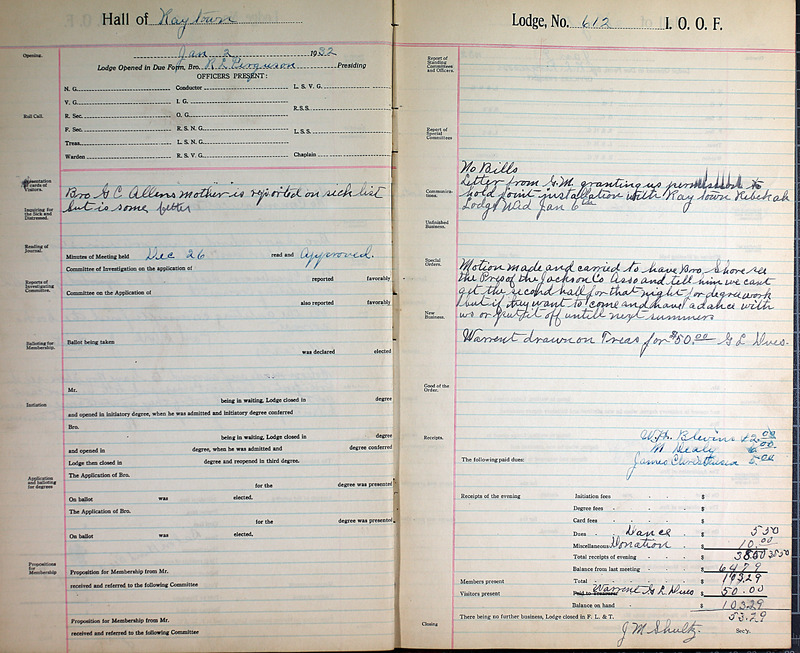 Hall of Raytown
Opening.
Jan 2 1932
Lodge Opened in Due Form, Bro. R L Ferguson Presiding
OFFICERS PRESENT:
N. G. Conductor L. S. V. G.
V. G. I. G.
R.S.S.
Roll Call.
R. Sec. O. G.
F. Sec. R. S. N. G. L.S.S.
Treas. L. S. N. G.
Warden R. S. V. G. Chaplain
Presentation of cards of Visitors.
Bro G C Allens mother is reported on sick list
but is some better
Inquiring for the Sick and Distressed.
Reading of Journal.
Minutes of Meeting held Dec 26 read and approved.
Committee of Investigation on the application of
reported favorably
Reports of Investigating Committee.
Committee on the Application of
also reported favorably
Balloting for Membership.
Ballot being taken
was declared elected
Mr.
being in waiting, Lodge closed in degree
Initiation
and opened in initiatory degree, when he was admitted and initiatory degree conferred
Bro.
being in waiting, Lodge closed in degree
and opened in degree, when he was admitted and degree conferred
Lodge then closed in degree and reopened in third degree.
Application and balloting for degrees
The Application of Bro.
for the degree was presented
On ballot was elected.
The Application of Bro.
for the degree was presented
On ballot was elected.
Propositions for Membership
Proposition for Membership from Mr.
received and referred to the following Committee
Proposition for Membership from Mr.
received and referred to the following Committee
Lodge, No. 612 I. O. O. F.
Report of Standing Committees and Officers.
Report of Special Committees
No Bills
Letter from G.M. granting us permission to
Communications.
hold joint installation with Raytown Rebekah
Lodge Wed Jan 6th
Unfinished Business.
Special Orders.
Motion made and carried to have Bro Shore see
the Pres of the Jackson Co Asso and tell him we cant
get the second hall for that night for degree work
but if they want to come and have a dance with
us or put it off untill next summers
New Business.
Warrent drawn on Treas for $50.00 G L Dues.
Good of the Order.
Receipts.
The following paid dues:
James
5.00
Receipts of the evening Initiation fees $
Degree fees $
Card fees $
Dues Dance $ 5.50
Miscellaneous Donation $ 10.00
Total receipts of evening $
Balance from last meeting $ 64.79
Members present Total $
Visitors present Warrent G L Dues $ 50.00
Balance on hand $ 103.29
There being no further business, Lodge closed in F. L. & T. 53.29
Closing
J M Shultz. Sec'y.